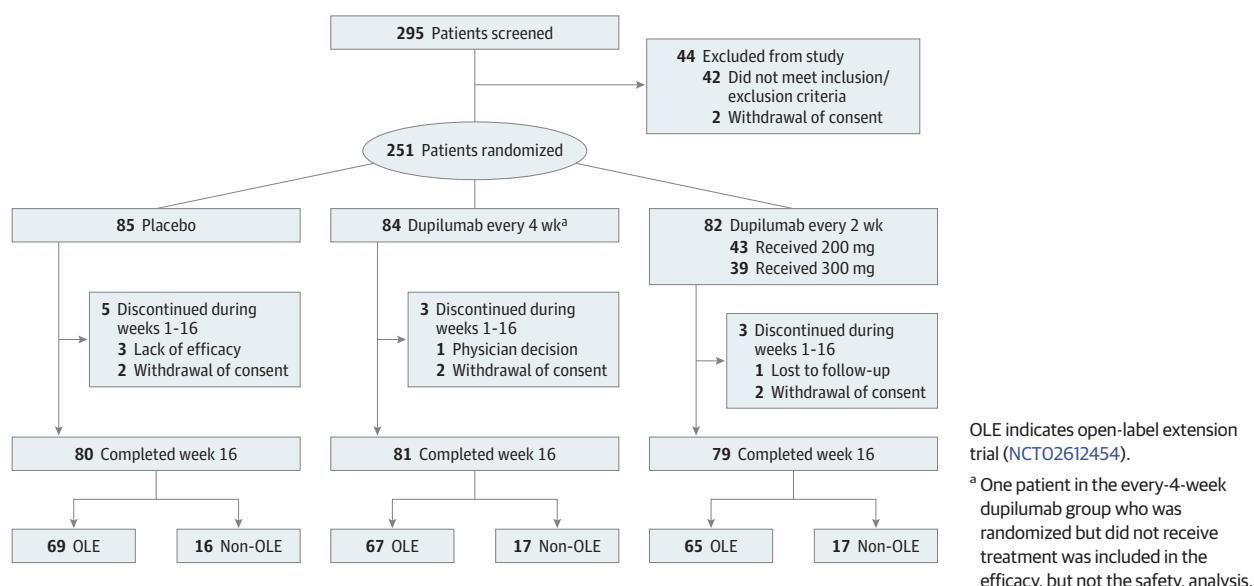 295 Patients screened
44 Excluded from study
42 Did not meet inclusion/
exclusion criteria
2 Withdrawal of consent
251 Patients randomized
85 Placebo
84 Dupilumab every 4 wkᵃ
82 Dupilumab every 2 wk
43 Received 200 mg
39 Received 300 mg
5 Discontinued during
weeks 1-16
3 Lack of efficacy
2 Withdrawal of consent
3 Discontinued during
weeks 1-16
1 Physician decision
2 Withdrawal of consent
3 Discontinued during
weeks 1-16
1 Lost to follow-up
2 Withdrawal of consent
80 Completed week 16
81 Completed week 16
79 Completed week 16
69 OLE
16 Non-OLE
67 OLE
17 Non-OLE
65 OLE
17 Non-OLE
OLE indicates open-label extension
trial (NCT02612454).
ᵃ One patient in the every-4-week
dupilumab group who was
randomized but did not receive
treatment was included in the
efficacy, but not the safety, analysis.